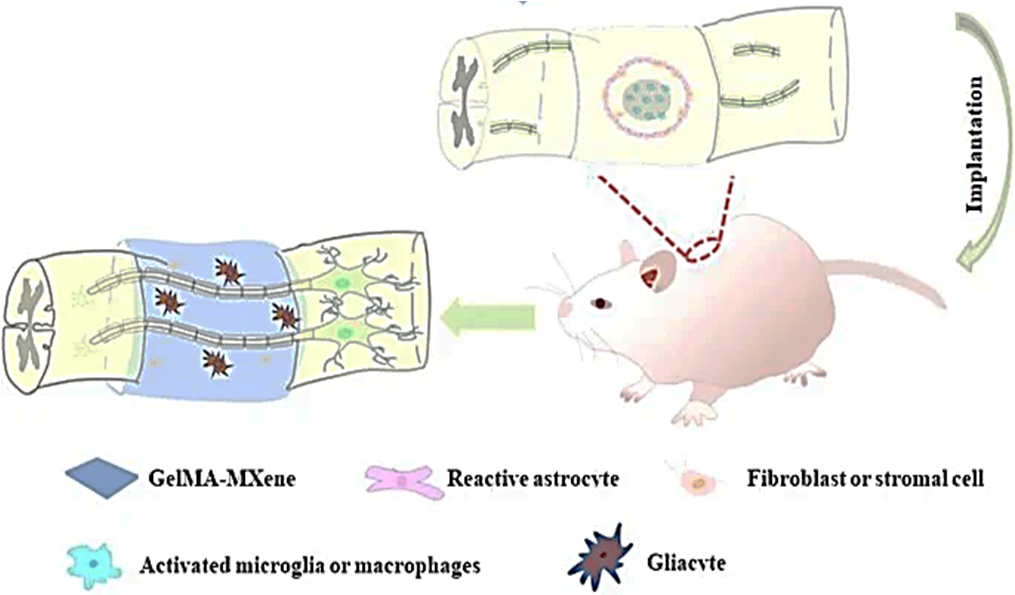 Implantation
GelMA-MXene
Reactive astrocyte
Fibroblast or stromal cell
Activated microglia or macrophages
Gliacyte